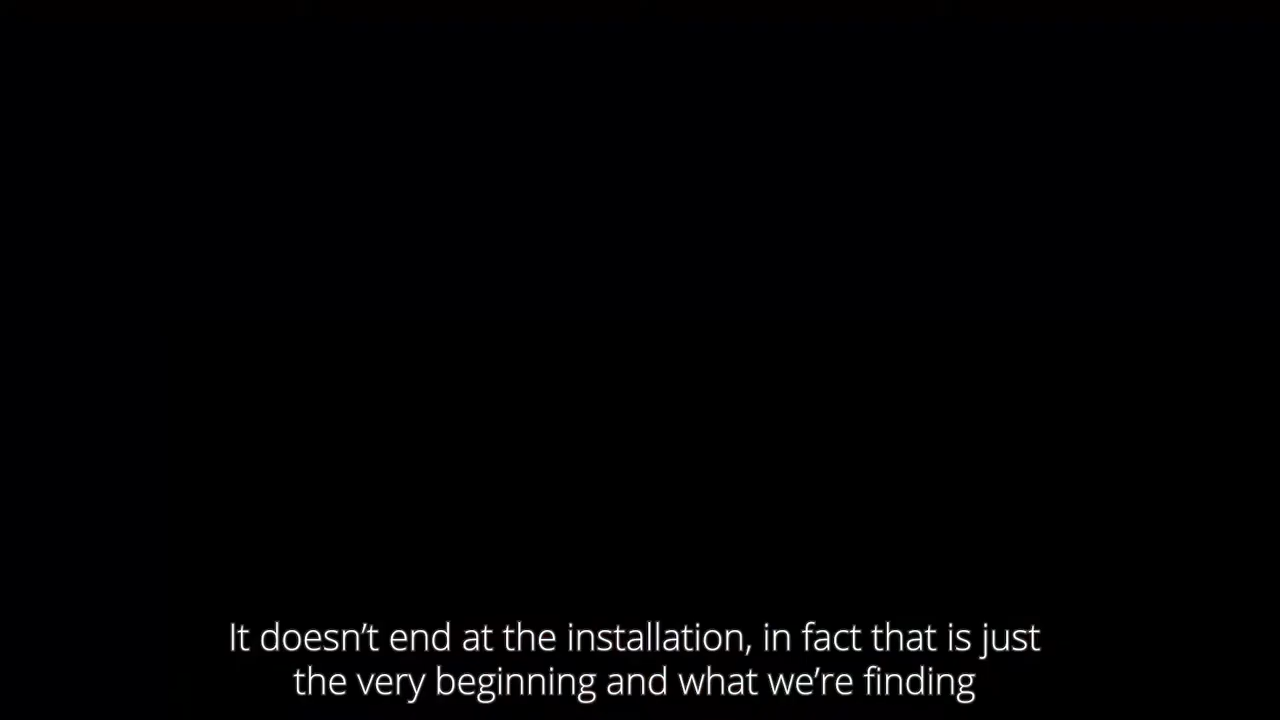 It doesn’t end at the installation, in fact that is just
the very beginning and what we’re finding